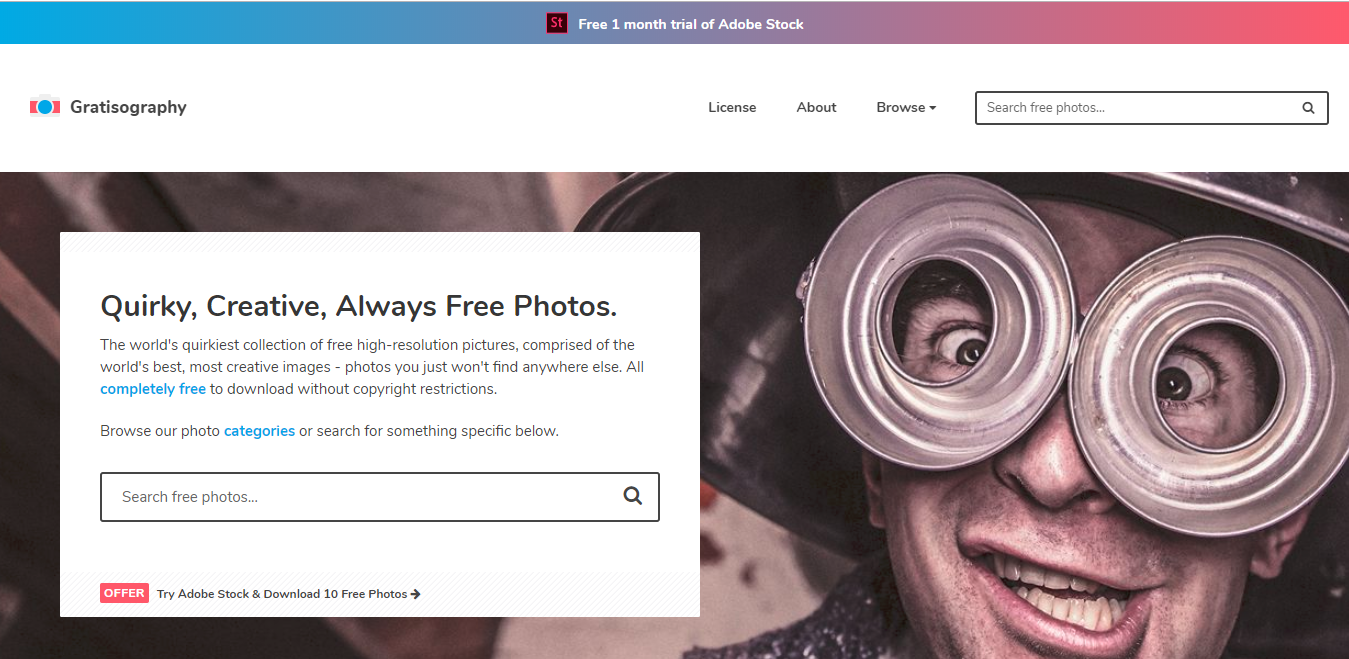 St Free 1 month trial of Adobe Stock
Gratisography License About Browse Search free photos...
Quirky, Creative, Always Free Photos.
The world's quirkiest collection of free high-resolution pictures, comprised of the
world's best, most creative images - photos you just won't find anywhere else. All
completely free to download without copyright restrictions.
Browse our photo categories or search for something specific below.
Search free photos...
OFFER Try Adobe Stock & Download 10 Free Photos